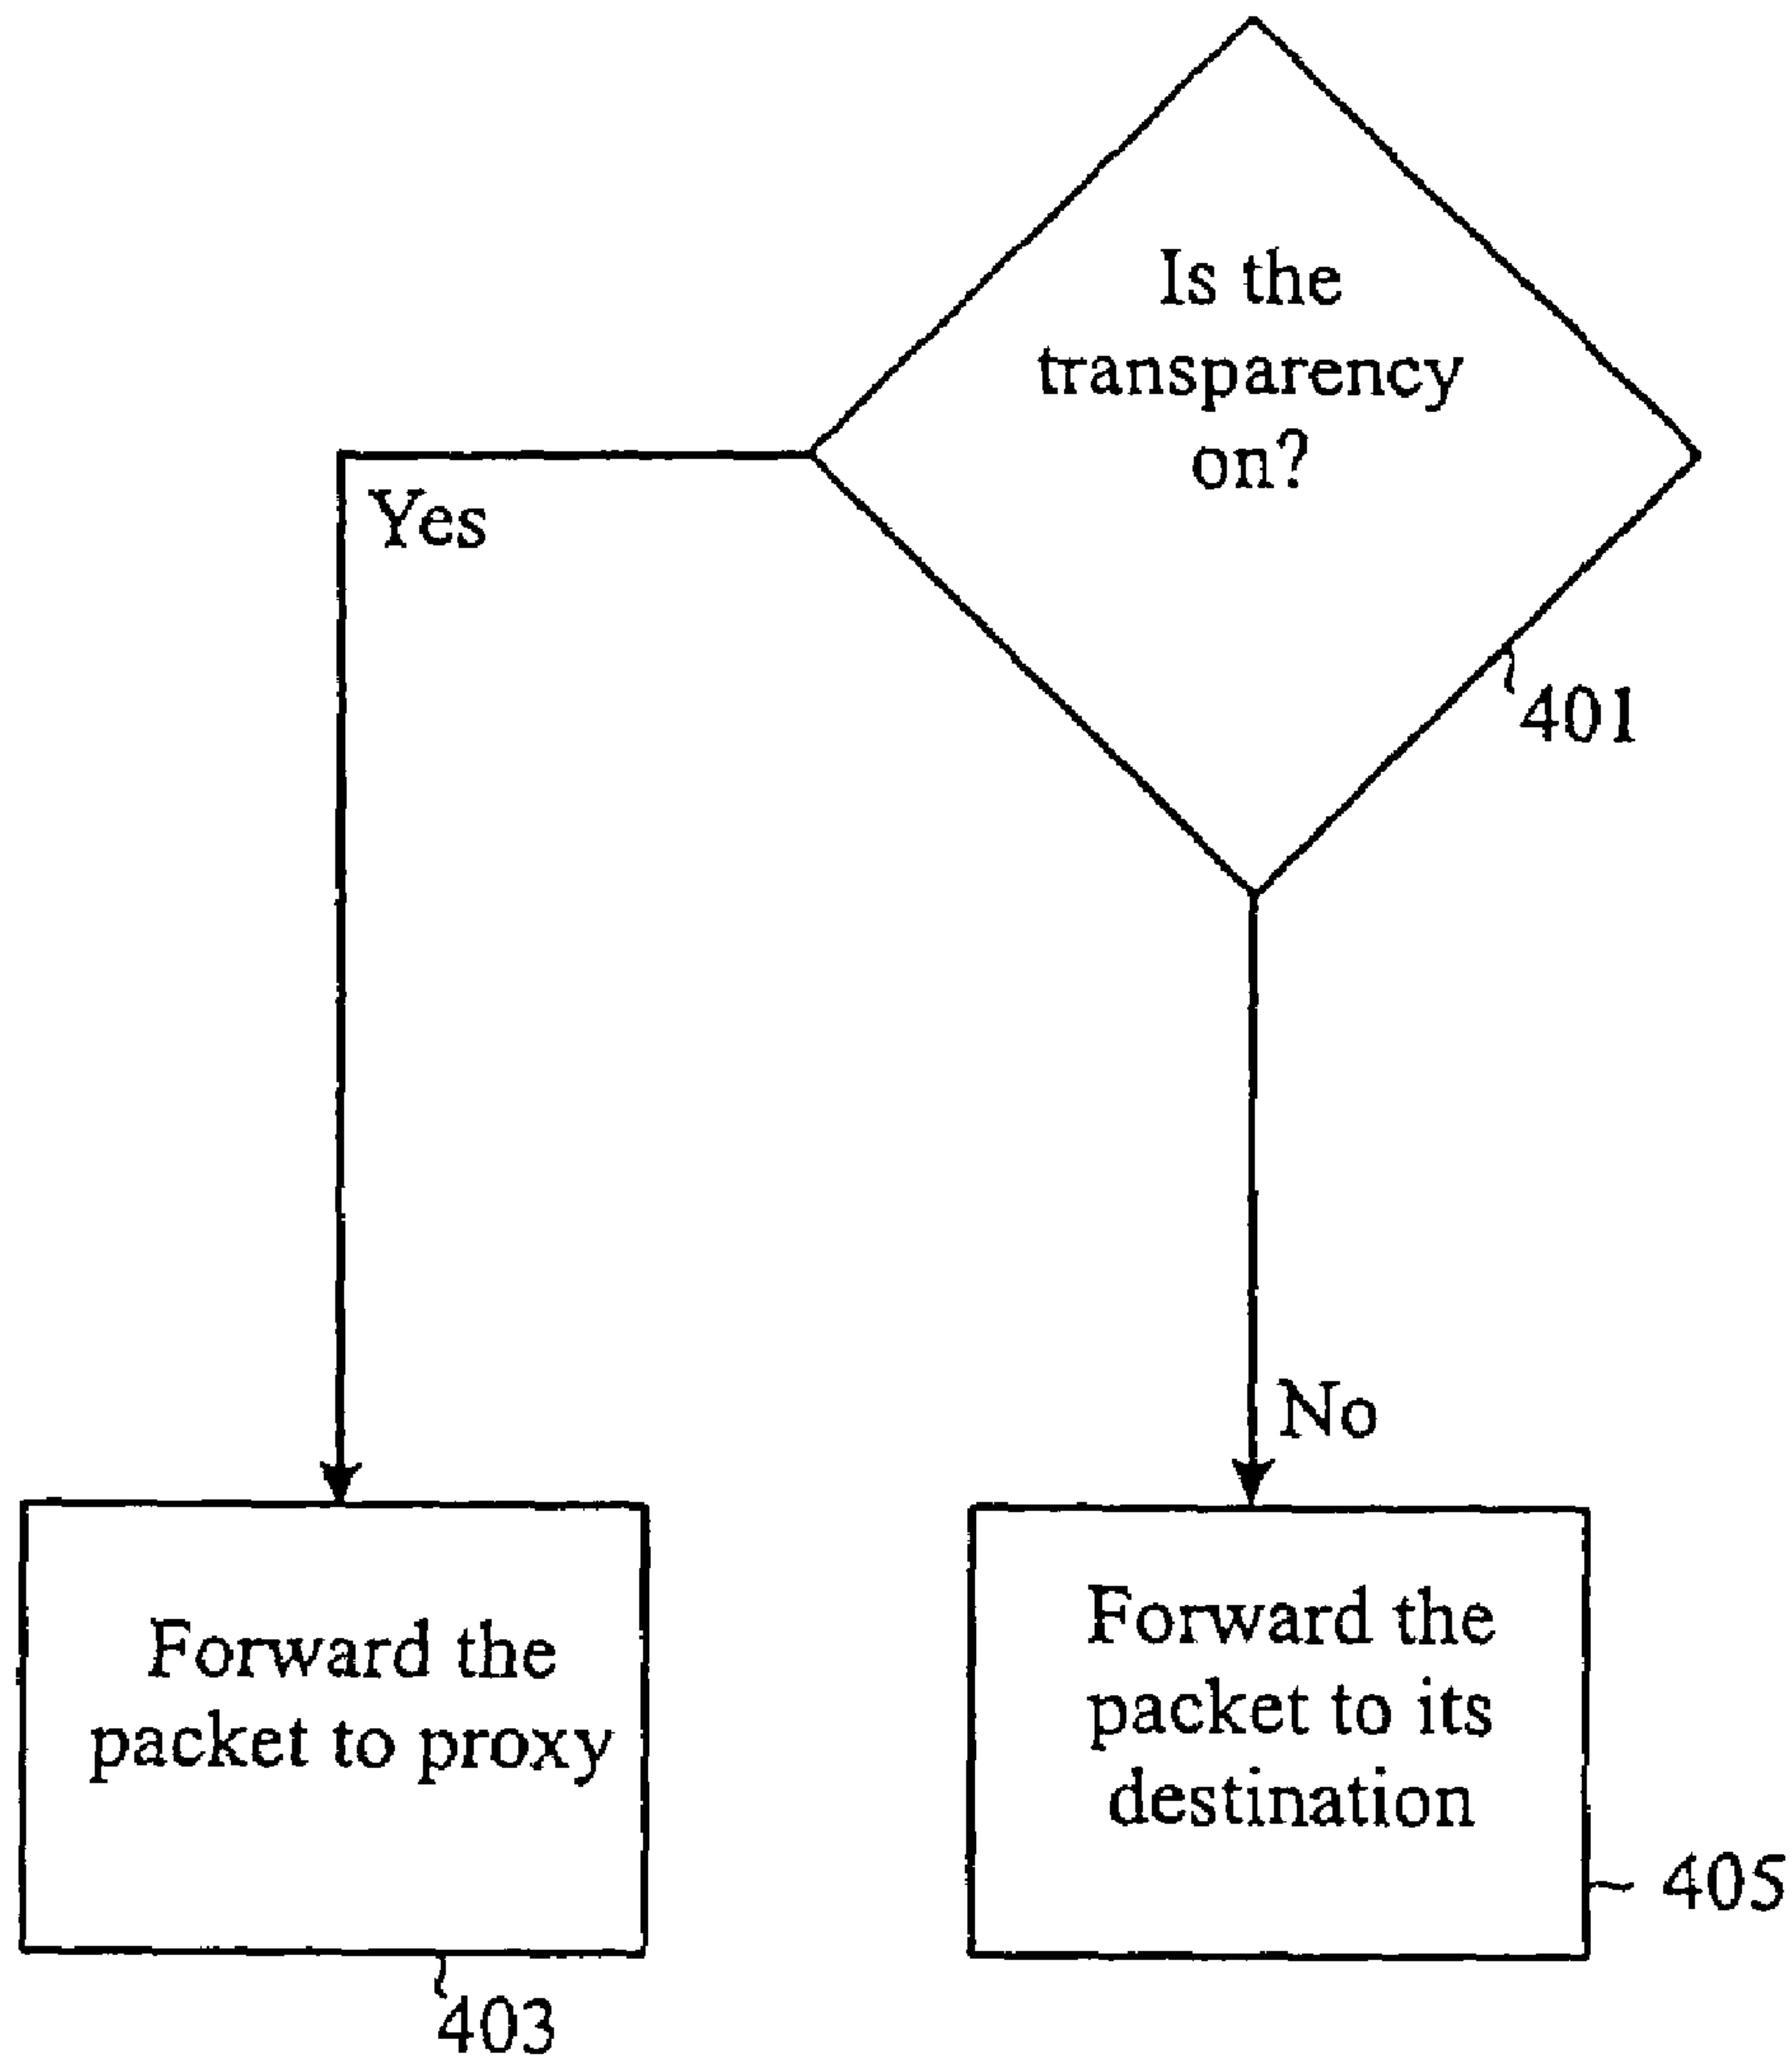 Is the
transparency
on?
Yes
401
No
Forward the
packet to proxy
403
Forward the
packet to its
destination
405